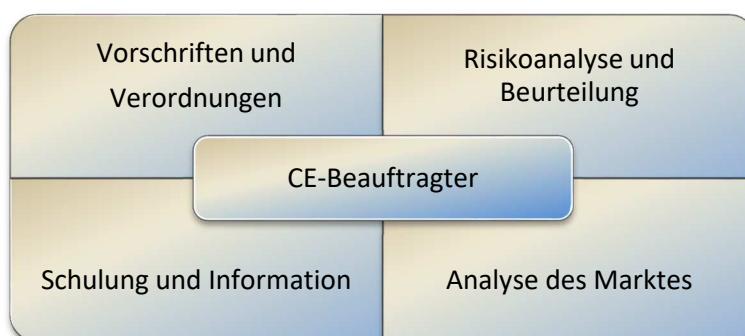 Vorschriften und
Verordnungen
Risikoanalyse und
Beurteilung
CE-Beauftragter
Schulung und Information
Analyse des Marktes